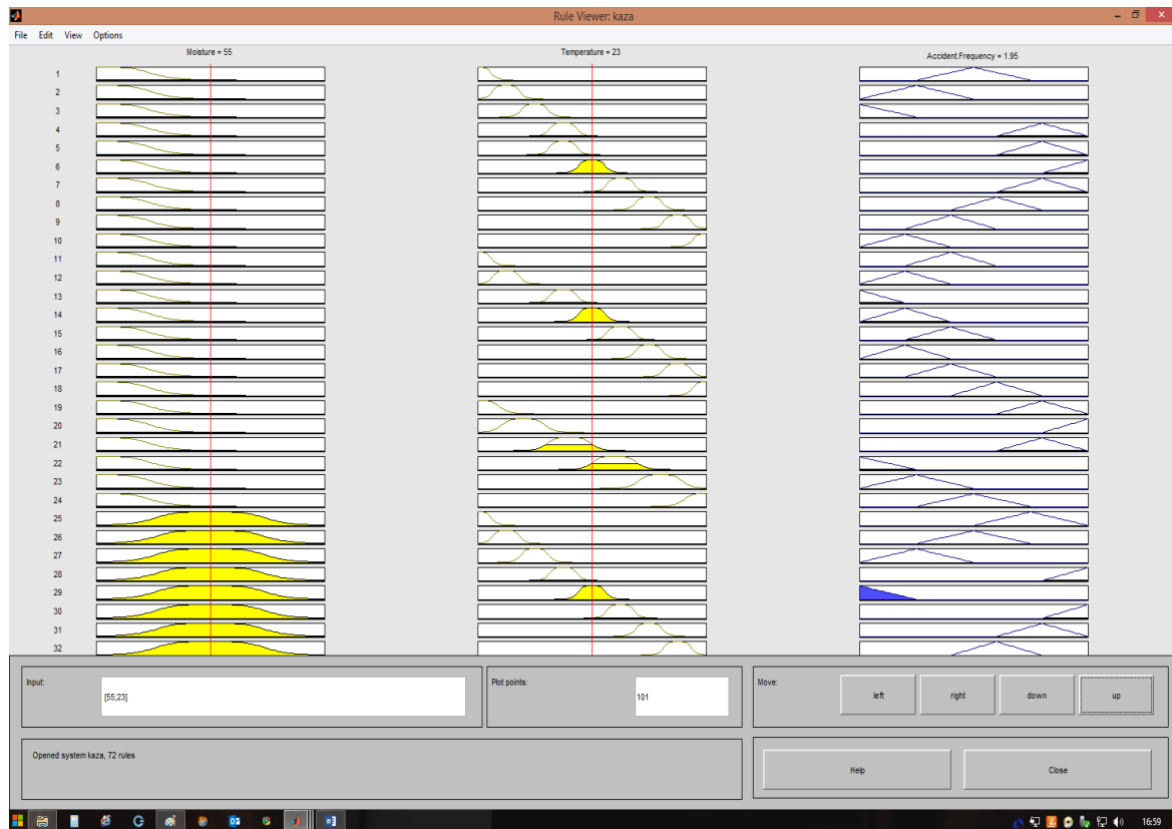 Rule Viewer: kaza
File Edit View Options
Moisture = 55
Temperature = 23
Accident.Frequency = 1.95
1
2
3
4
5
6
7
8
9
10
11
12
13
14
15
16
17
18
19
20
21
22
23
24
25
26
27
28
29
30
31
32
Input:
[55;23]
Plot points:
101
Move:
left
right
down
up
Opened system kaza, 72 rules
Help
Close
16:59